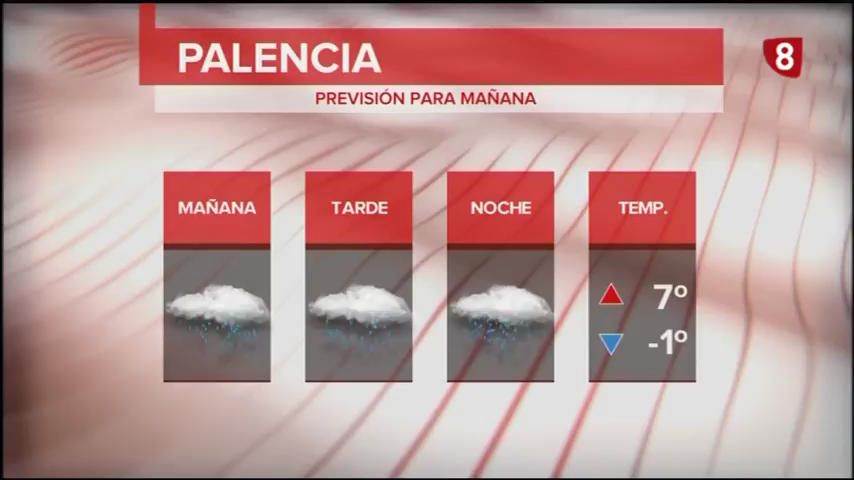 PALENCIA
8
PREVISIÓN PARA MAÑANA
MAÑANA
TARDE
NOCHE
TEMP.
7º
-1º